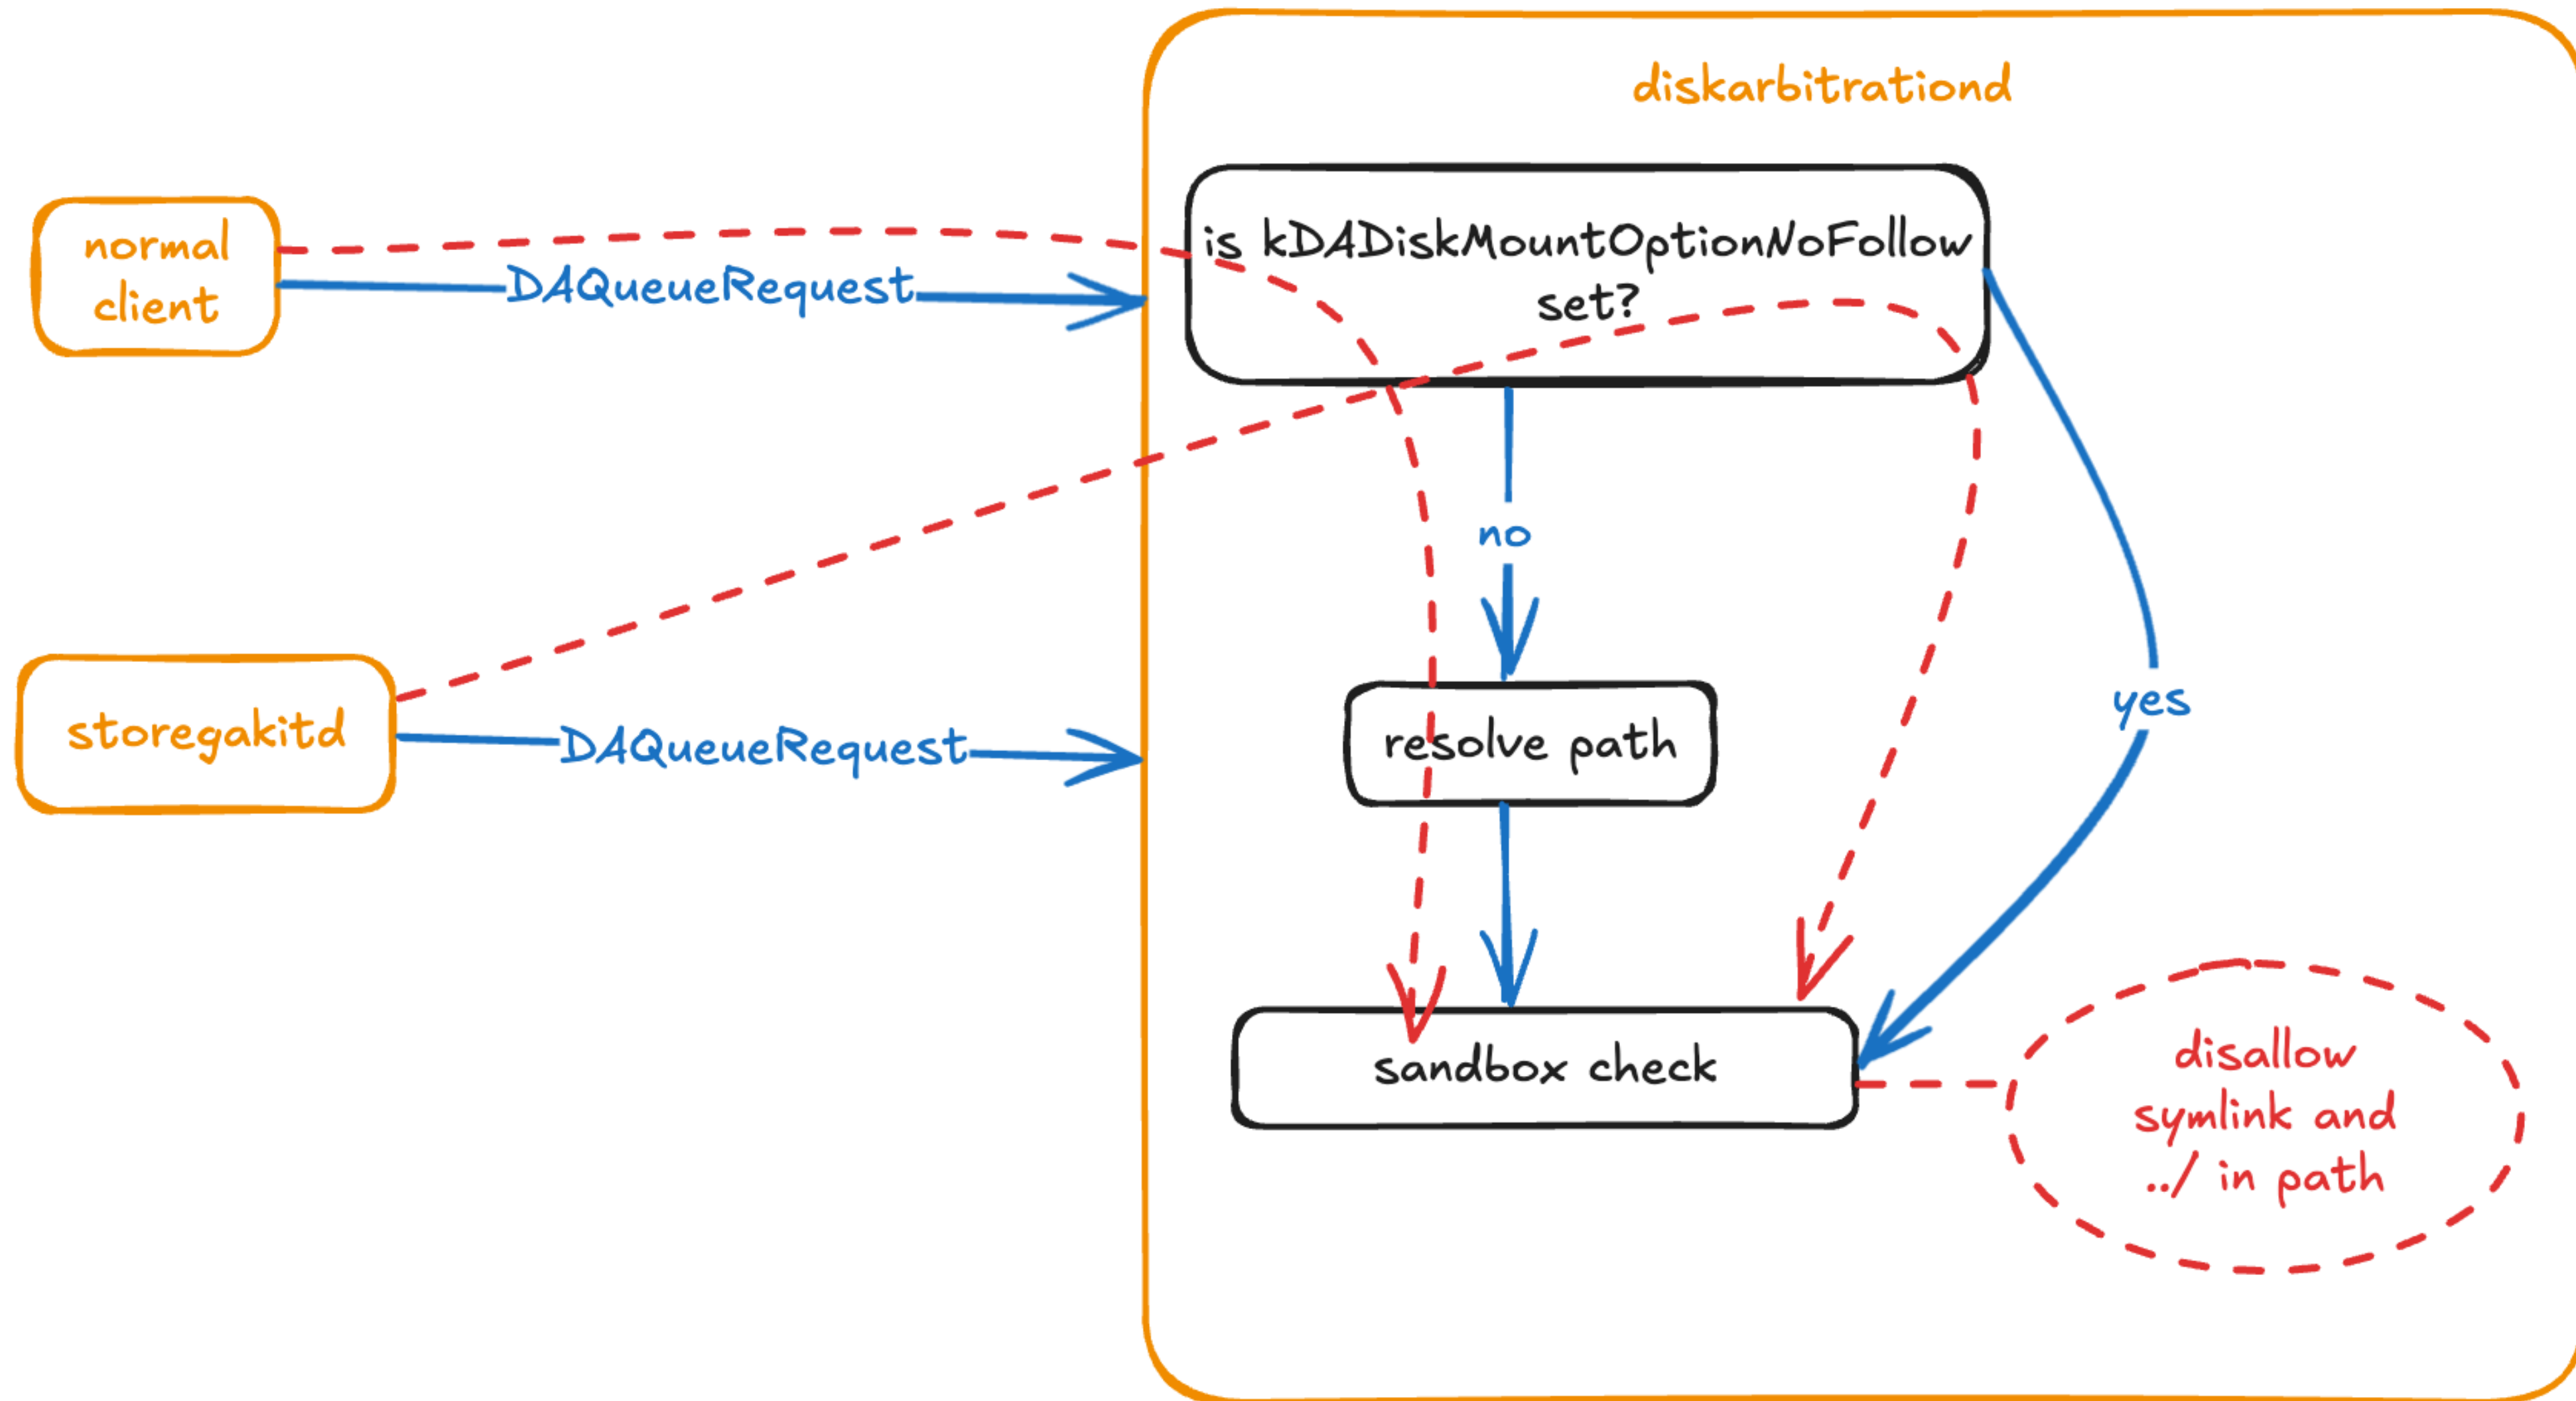 diskarbitrationd
normal
client
DAQueueRequest
is kDADiskMountOptionNoFollow
set?
no
storegakitd
DAQueueRequest
resolve path
yes
sandbox check
disallow
symlink and
../ in path